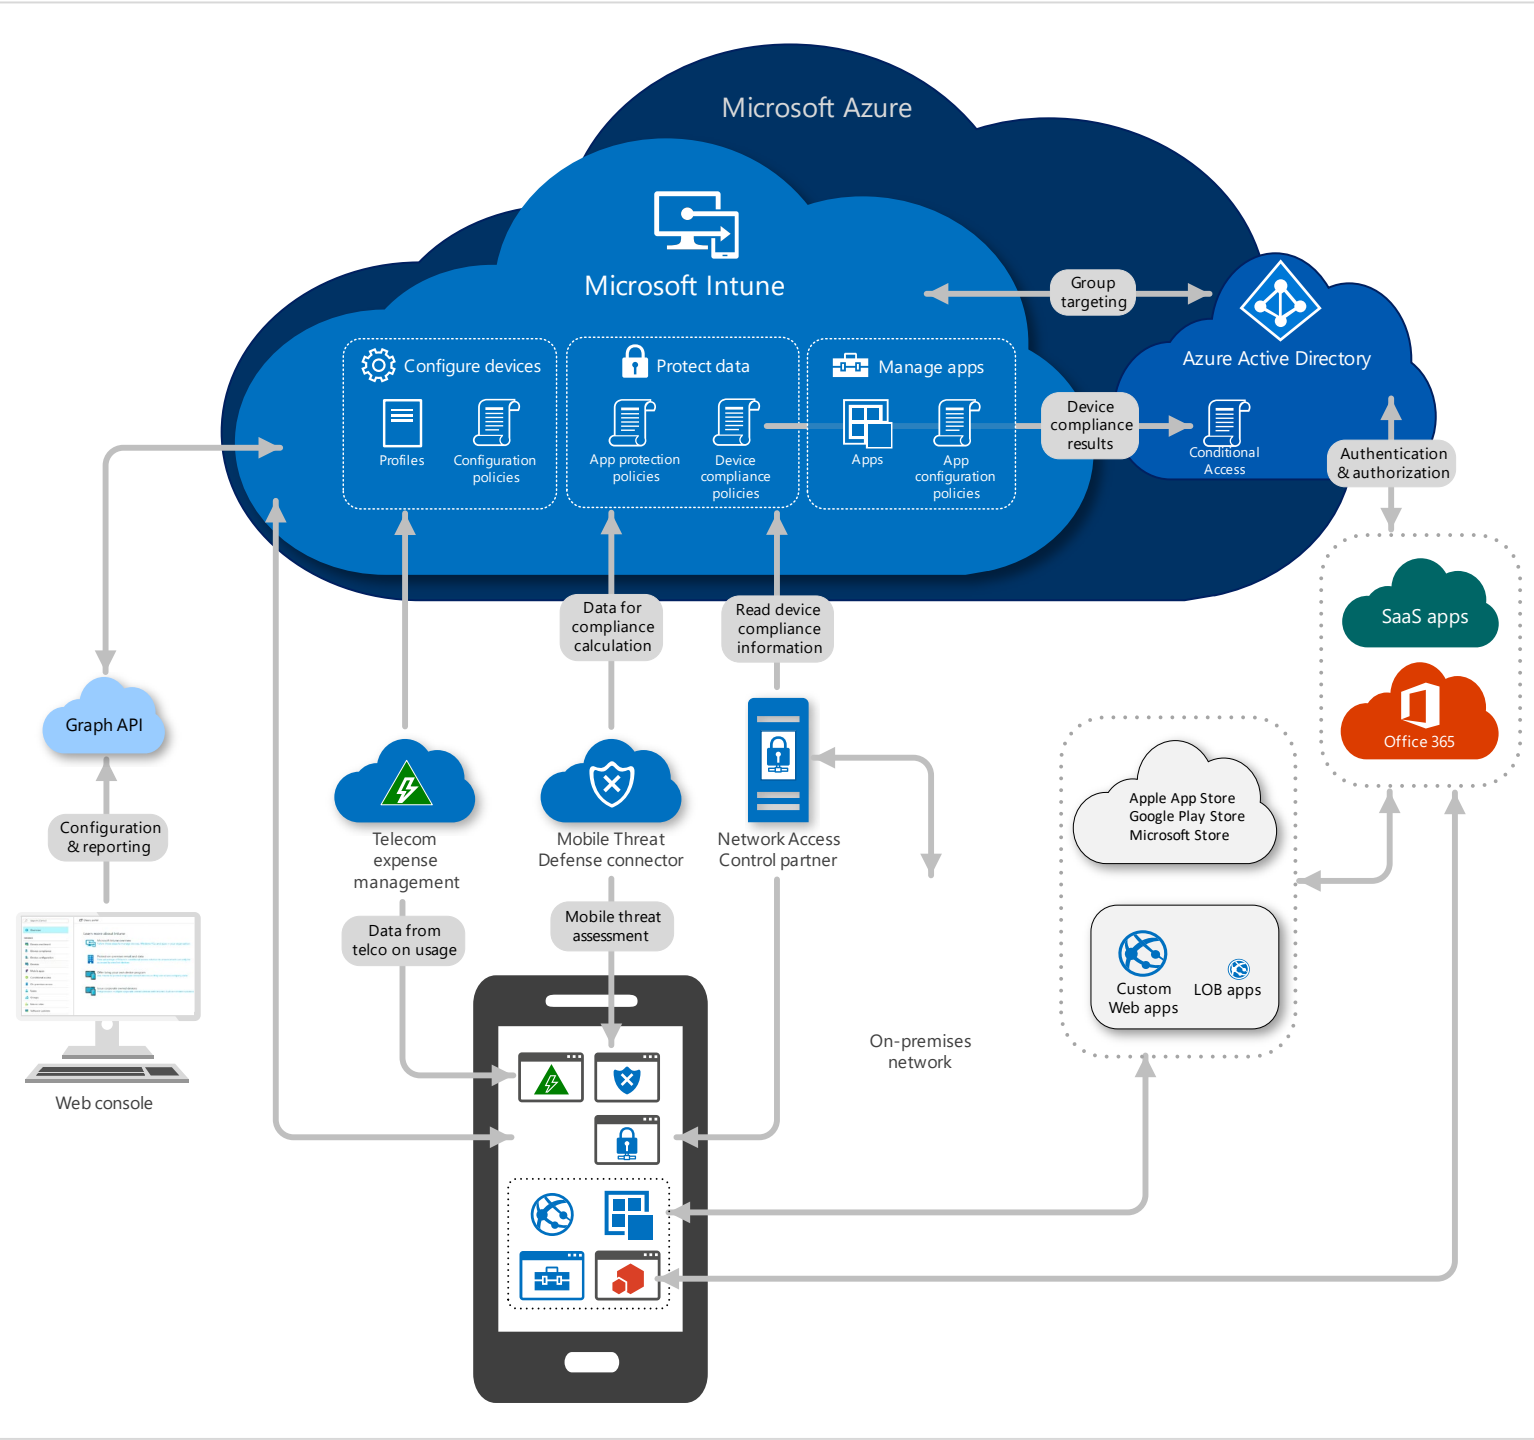 Microsoft Azure
Microsoft Intune
Group
targeting
Azure Active Directory
Configure devices
Protect data
Manage apps
Profiles
Configuration
policies
App protection
policies
Device
compliance
policies
Apps
App
configuration
policies
Device
compliance
results
Conditional
Access
Authentication
& authorization
Data for
compliance
calculation
Read device
compliance
information
SaaS apps
Office 365
Graph API
Configuration
& reporting
Telecom
expense
management
Mobile Threat
Defense connector
Network Access
Control partner
Apple App Store
Google Play Store
Microsoft Store
Data from
telco on usage
Mobile threat
assessment
Custom
Web apps
LOB apps
On-premises
network
Web console